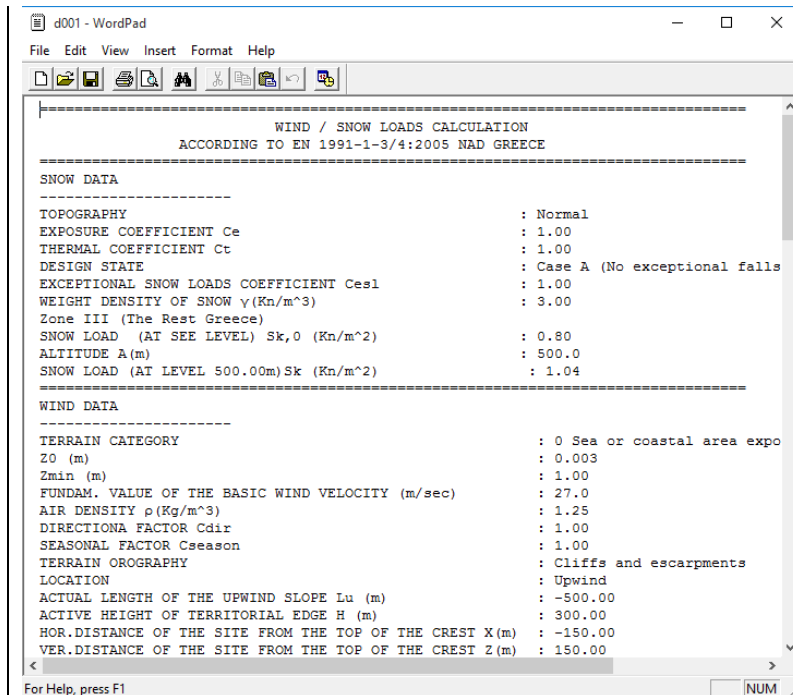 d001 - WordPad
File Edit View Insert Format Help
================================================================================
WIND / SNOW LOADS CALCULATION
ACCORDING TO EN 1991-1-3/4:2005 NAD GREECE
================================================================================
SNOW DATA
----------------------
TOPOGRAPHY : Normal
EXPOSURE COEFFICIENT Ce : 1.00
THERMAL COEFFICIENT Ct : 1.00
DESIGN STATE : Case A (No exceptional falls
EXCEPTIONAL SNOW LOADS COEFFICIENT Cesl : 1.00
WEIGHT DENSITY OF SNOW γ(Kn/m^3) : 3.00
Zone III (The Rest Greece)
SNOW LOAD (AT SEE LEVEL) Sk,0 (Kn/m^2) : 0.80
ALTITUDE A(m) : 500.0
SNOW LOAD (AT LEVEL 500.00m)Sk (Kn/m^2) : 1.04
================================================================================
WIND DATA
----------------------
TERRAIN CATEGORY : 0 Sea or coastal area expo
Z0 (m) : 0.003
Zmin (m) : 1.00
FUNDAM. VALUE OF THE BASIC WIND VELOCITY (m/sec) : 27.0
AIR DENSITY ρ(Kg/m^3) : 1.25
DIRECTIONA FACTOR Cdir : 1.00
SEASONAL FACTOR Cseason : 1.00
TERRAIN OROGRAPHY : Cliffs and escarpments
LOCATION : Upwind
ACTUAL LENGTH OF THE UPWIND SLOPE Lu (m) : -500.00
ACTIVE HEIGHT OF TERRITORIAL EDGE H (m) : 300.00
HOR.DISTANCE OF THE SITE FROM THE TOP OF THE CREST X(m) : -150.00
VER.DISTANCE OF THE SITE FROM THE TOP OF THE CREST Z(m) : 150.00
For Help, press F1
NUM